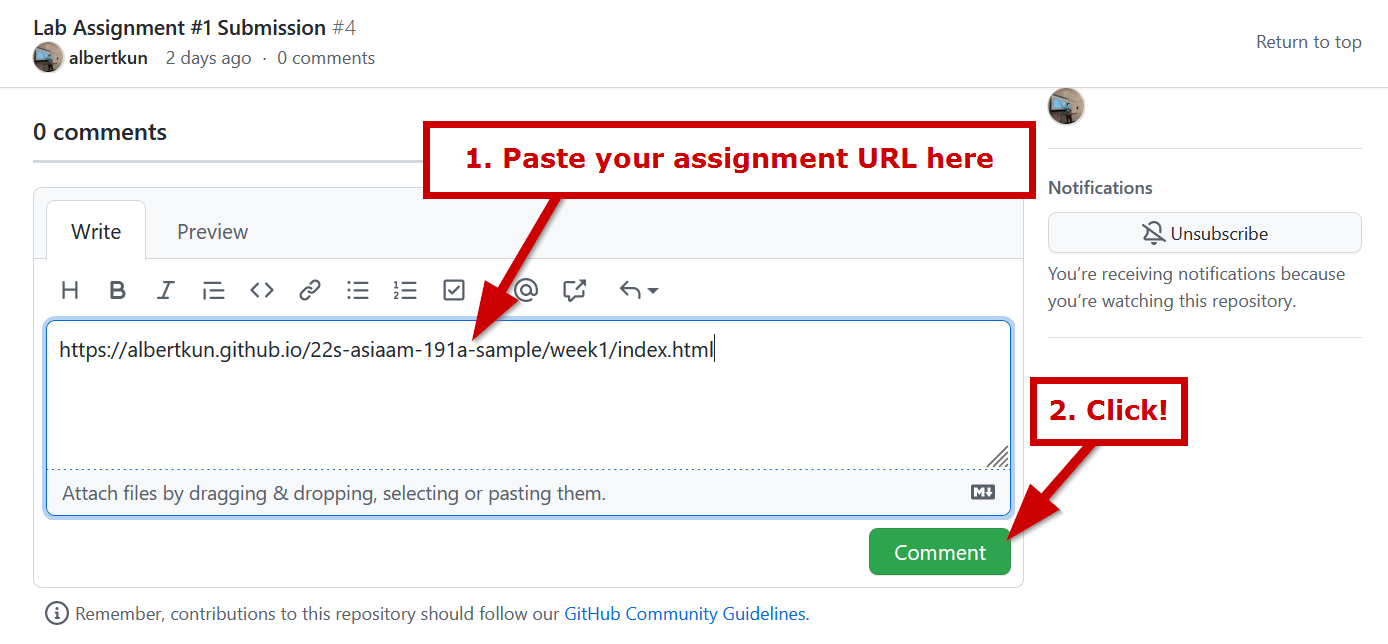 Lab Assignment #1 Submission #4
albertkun 2 days ago · 0 comments
Return to top
0 comments
1. Paste your assignment URL here
Notifications
Unsubscribe
You’re receiving notifications because
you’re watching this repository.
Write Preview
https://albertkun.github.io/22s-asiaam-191a-sample/week1/index.html
2. Click!
Attach files by dragging & dropping, selecting or pasting them.
Comment
Remember, contributions to this repository should follow our GitHub Community Guidelines.